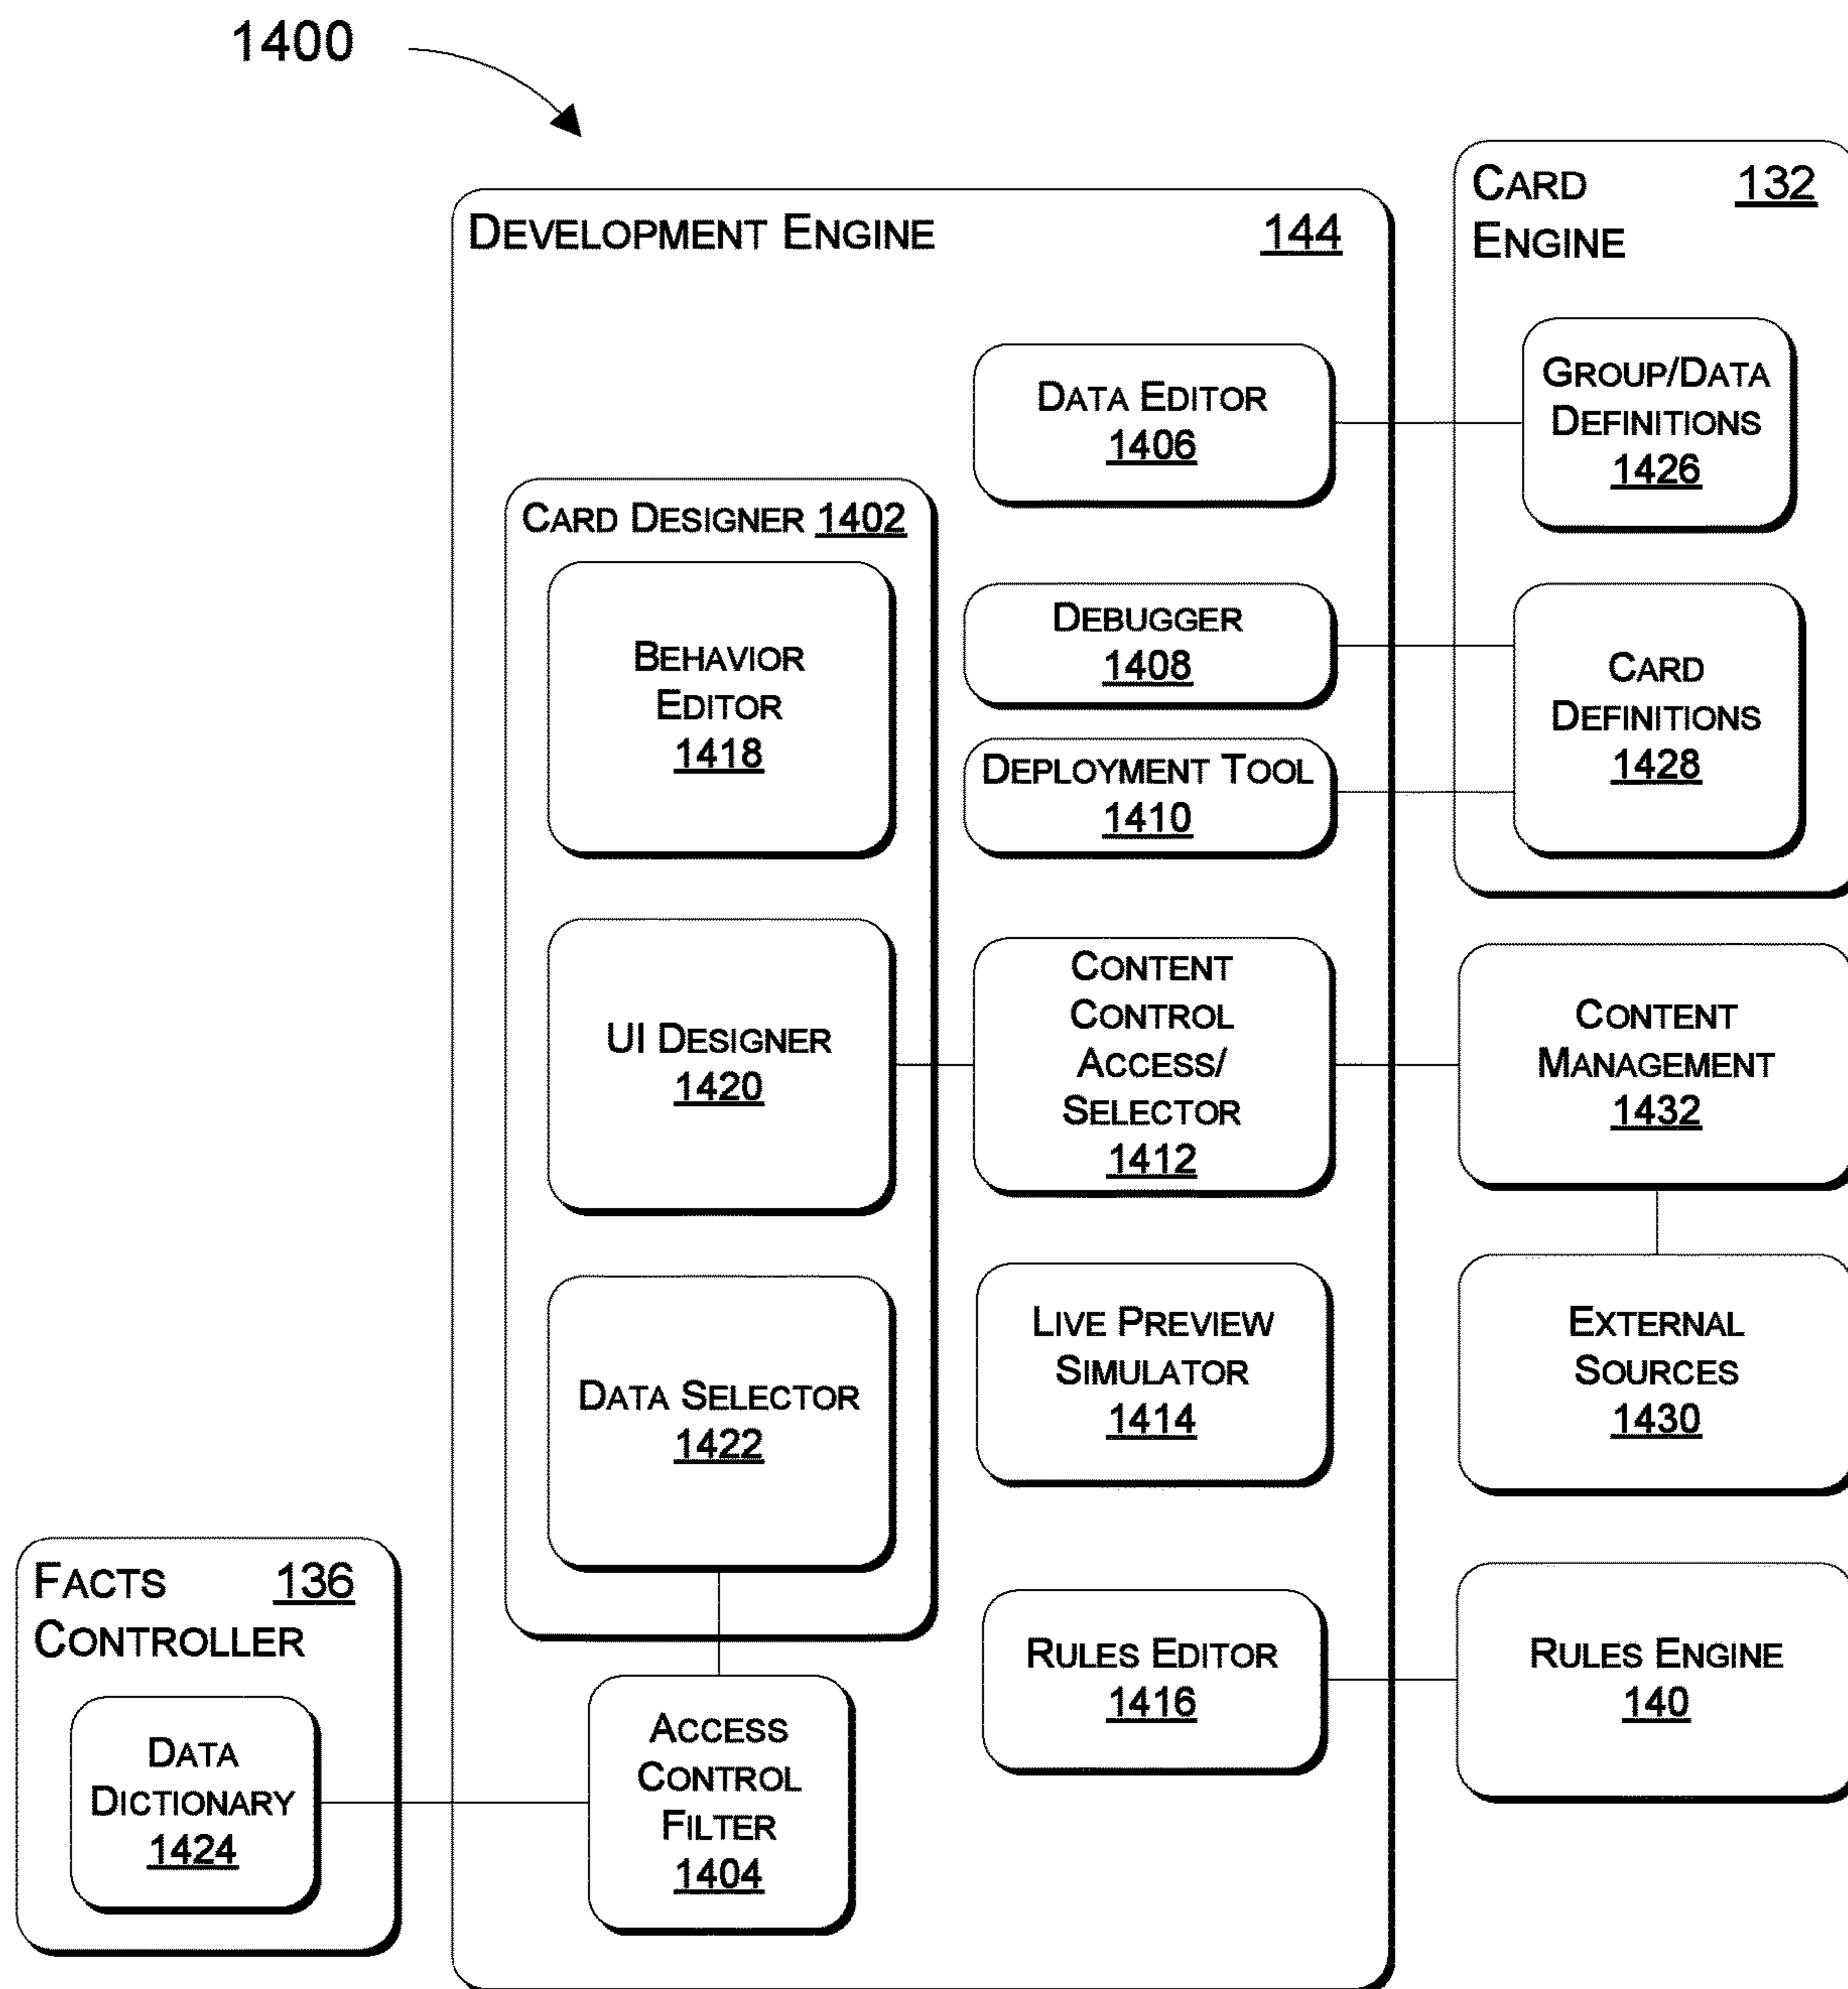 1400
DEVELOPMENT ENGINE 144
CARD DESIGNER 1402
BEHAVIOR
EDITOR
1418
UI DESIGNER
1420
DATA SELECTOR
1422
ACCESS
CONTROL
FILTER
1404
DATA EDITOR
1406
DEBUGGER
1408
DEPLOYMENT TOOL
1410
CONTENT
CONTROL
ACCESS/
SELECTOR
1412
LIVE PREVIEW
SIMULATOR
1414
RULES EDITOR
1416
CARD 132
ENGINE
GROUP/DATA
DEFINITIONS
1426
CARD
DEFINITIONS
1428
CONTENT
MANAGEMENT
1432
EXTERNAL
SOURCES
1430
RULES ENGINE
140
FACTS 136
CONTROLLER
DATA
DICTIONARY
1424